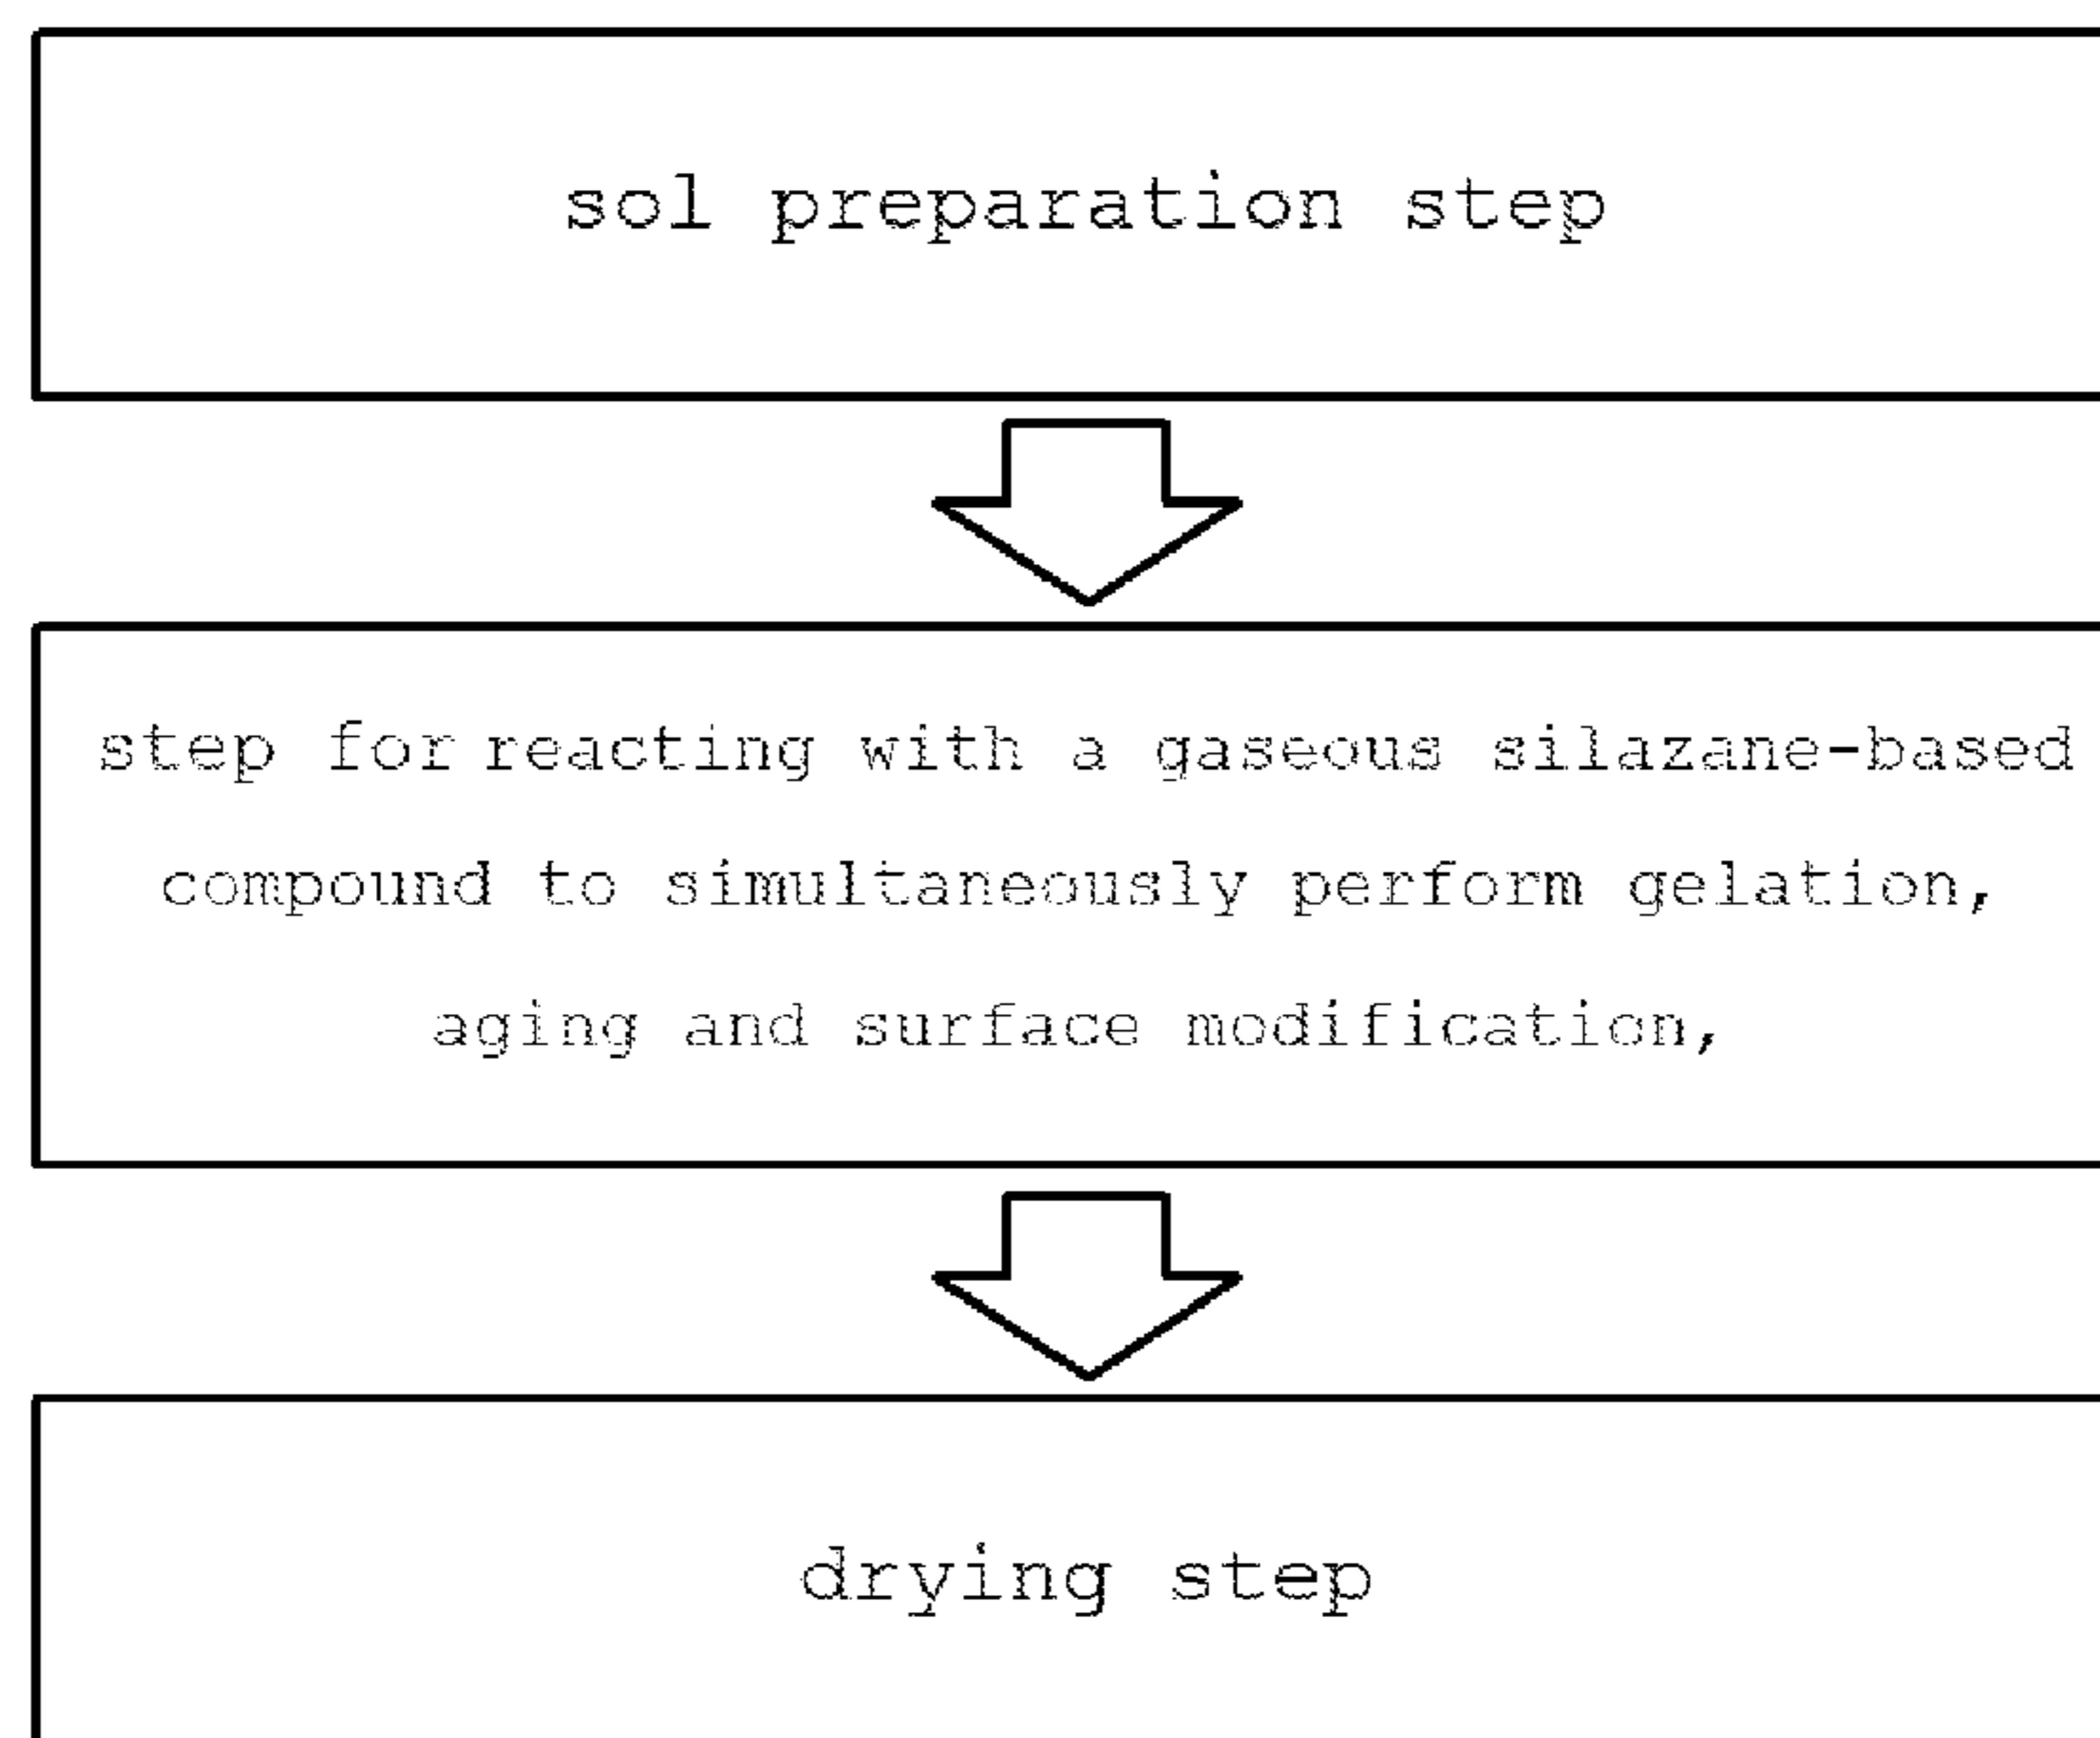 sol preparation step
step for reacting with a gaseous silazane-based
compound to simultaneously perform gelation,
aging and surface modification,
drying step